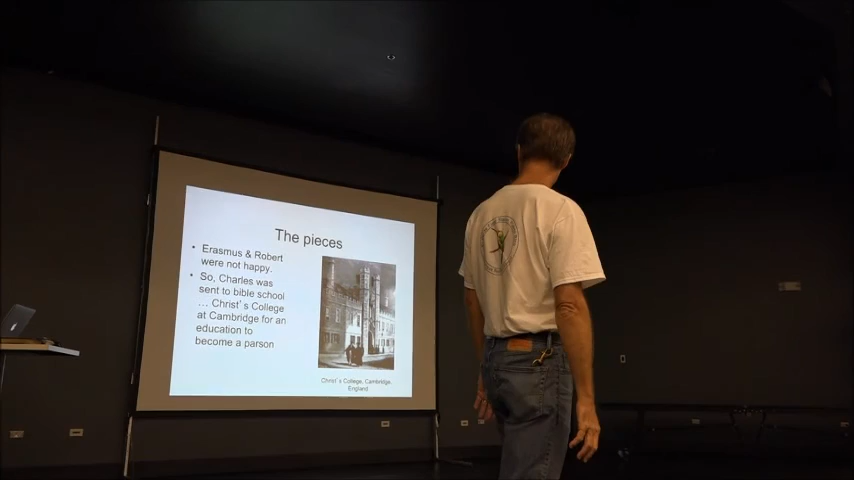 The pieces
• Erasmus & Robert
were not happy.
• So, Charles was
sent to bible school
… Christ's College
at Cambridge for an
education to
become a parson
Christ's College, Cambridge,
England